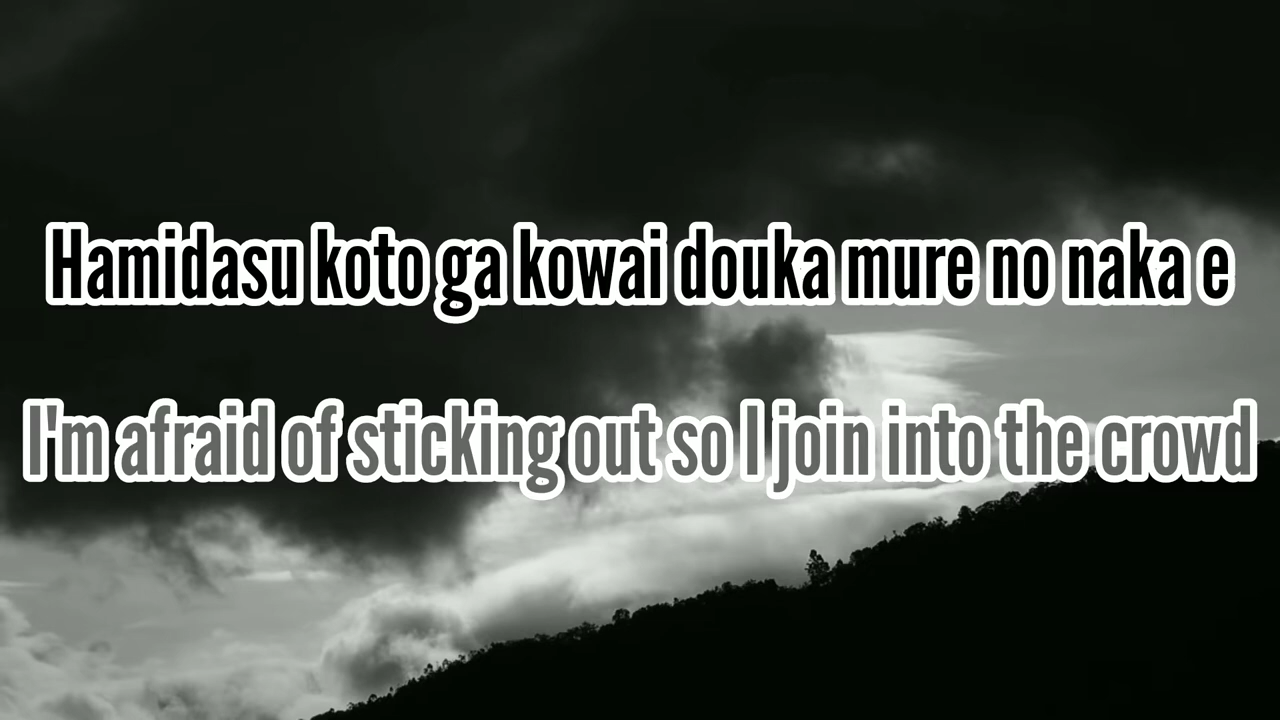 Hamidasu koto ga kowai douka mure no naka e
I'm afraid of sticking out so I join into the crowd